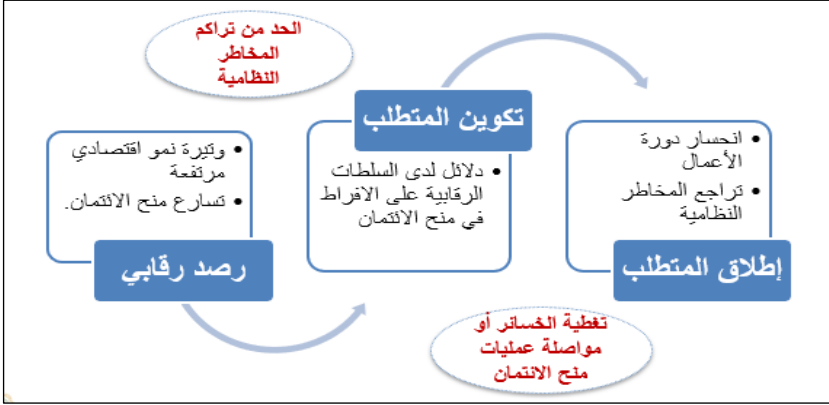 الحد من تراكم
المخاطر
النظامية
وتيرة نمو اقتصادي
مرتفعة
تسارع منح الائتمان.
رصد رقابي
تكوين المتطلب
دلائل لدى السلطات
الرقابية على الافراط
في منح الائتمان
انحسار دورة
الأعمال
تراجع المخاطر
النظامية
إطلاق المتطلب
تغطية الخسائر أو
مواصلة عمليات
منح الائتمان